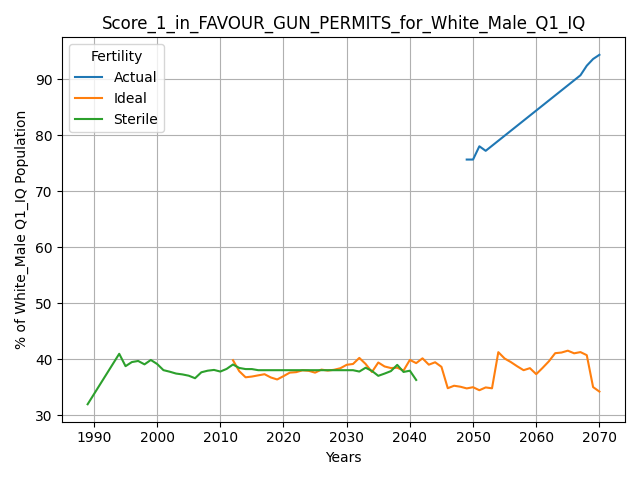 Score_1_in_FAVOUR_GUN_PERMITS_for_White_Male_Q1_IQ
Fertility
Actual
Ideal
Sterile
% of White_Male Q1_IQ Population
90
80
70
60
50
40
30
1990 2000 2010 2020 2030 2040 2050 2060 2070
Years